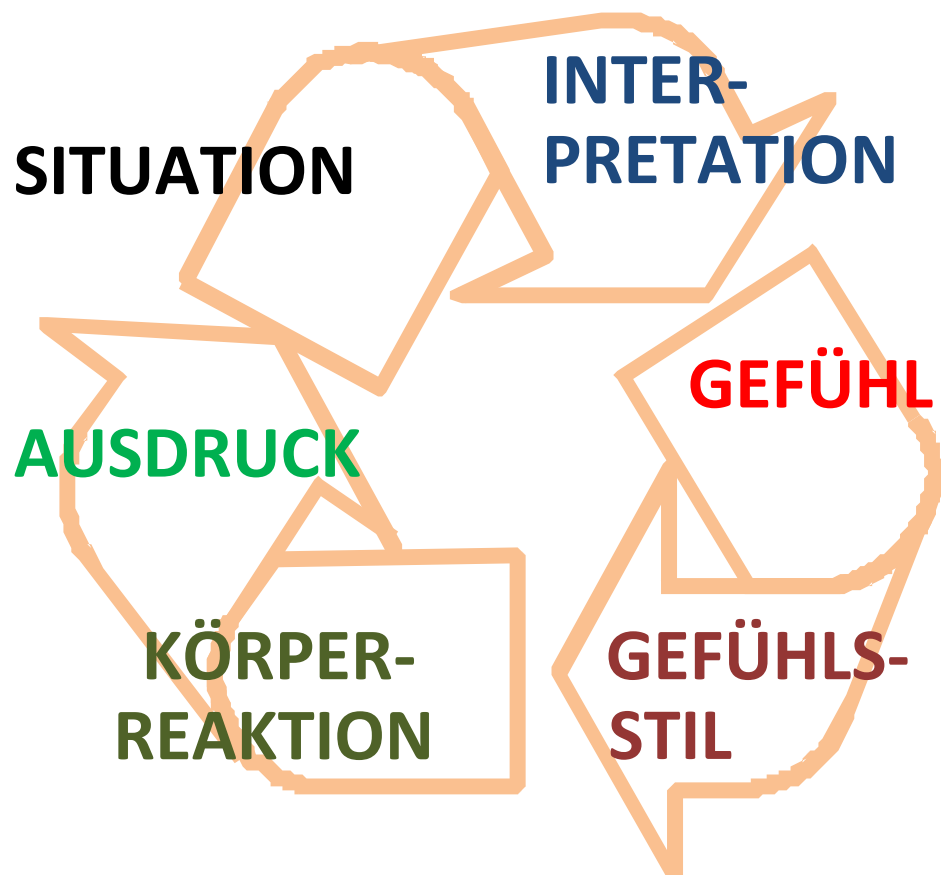 SITUATION
INTER-
PRETATION
GEFÜHL
GEFÜHLS-
STIL
KÖRPER-
REAKTION
AUSDRUCK